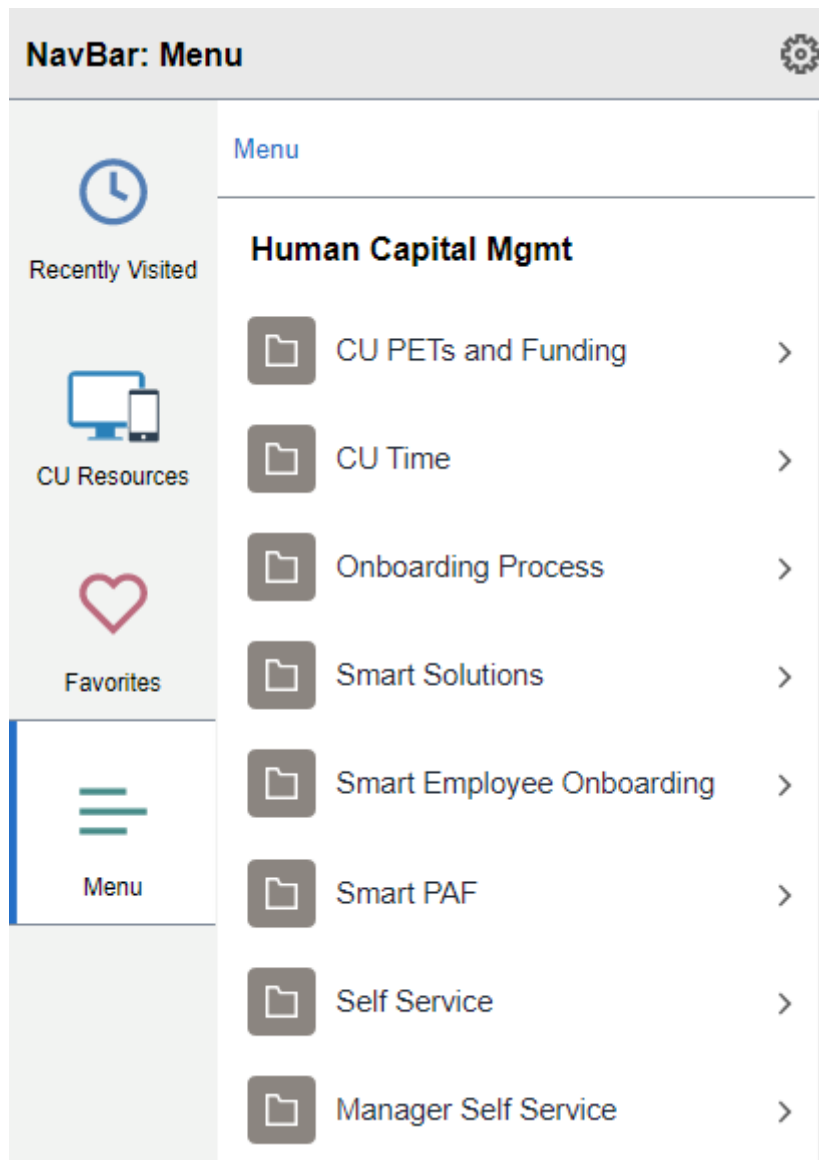 NavBar: Menu
Recently Visited
CU Resources
Favorites
Menu
Menu
Human Capital Mgmt
CU PETs and Funding
CU Time
Onboarding Process
Smart Solutions
Smart Employee Onboarding
Smart PAF
Self Service
Manager Self Service